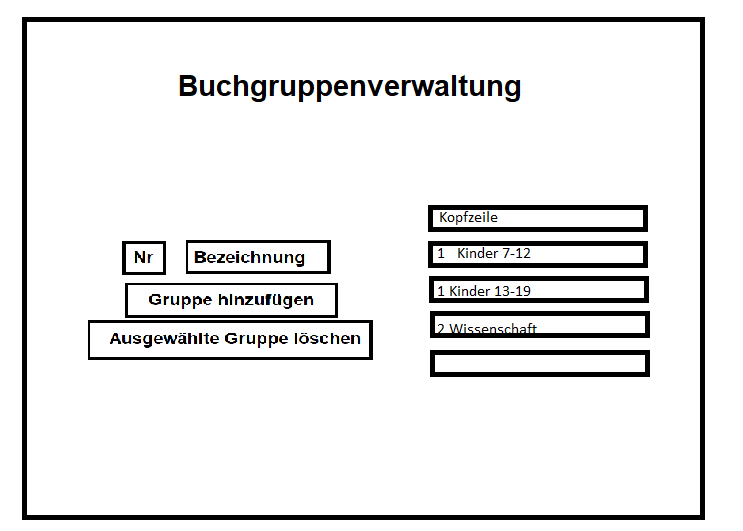 Buchgruppenverwaltung
Nr
Bezeichnung
Gruppe hinzufügen
Ausgewählte Gruppe löschen
Kopfzeile
1 Kinder 7-12
1 Kinder 13-19
2 Wissenschaft